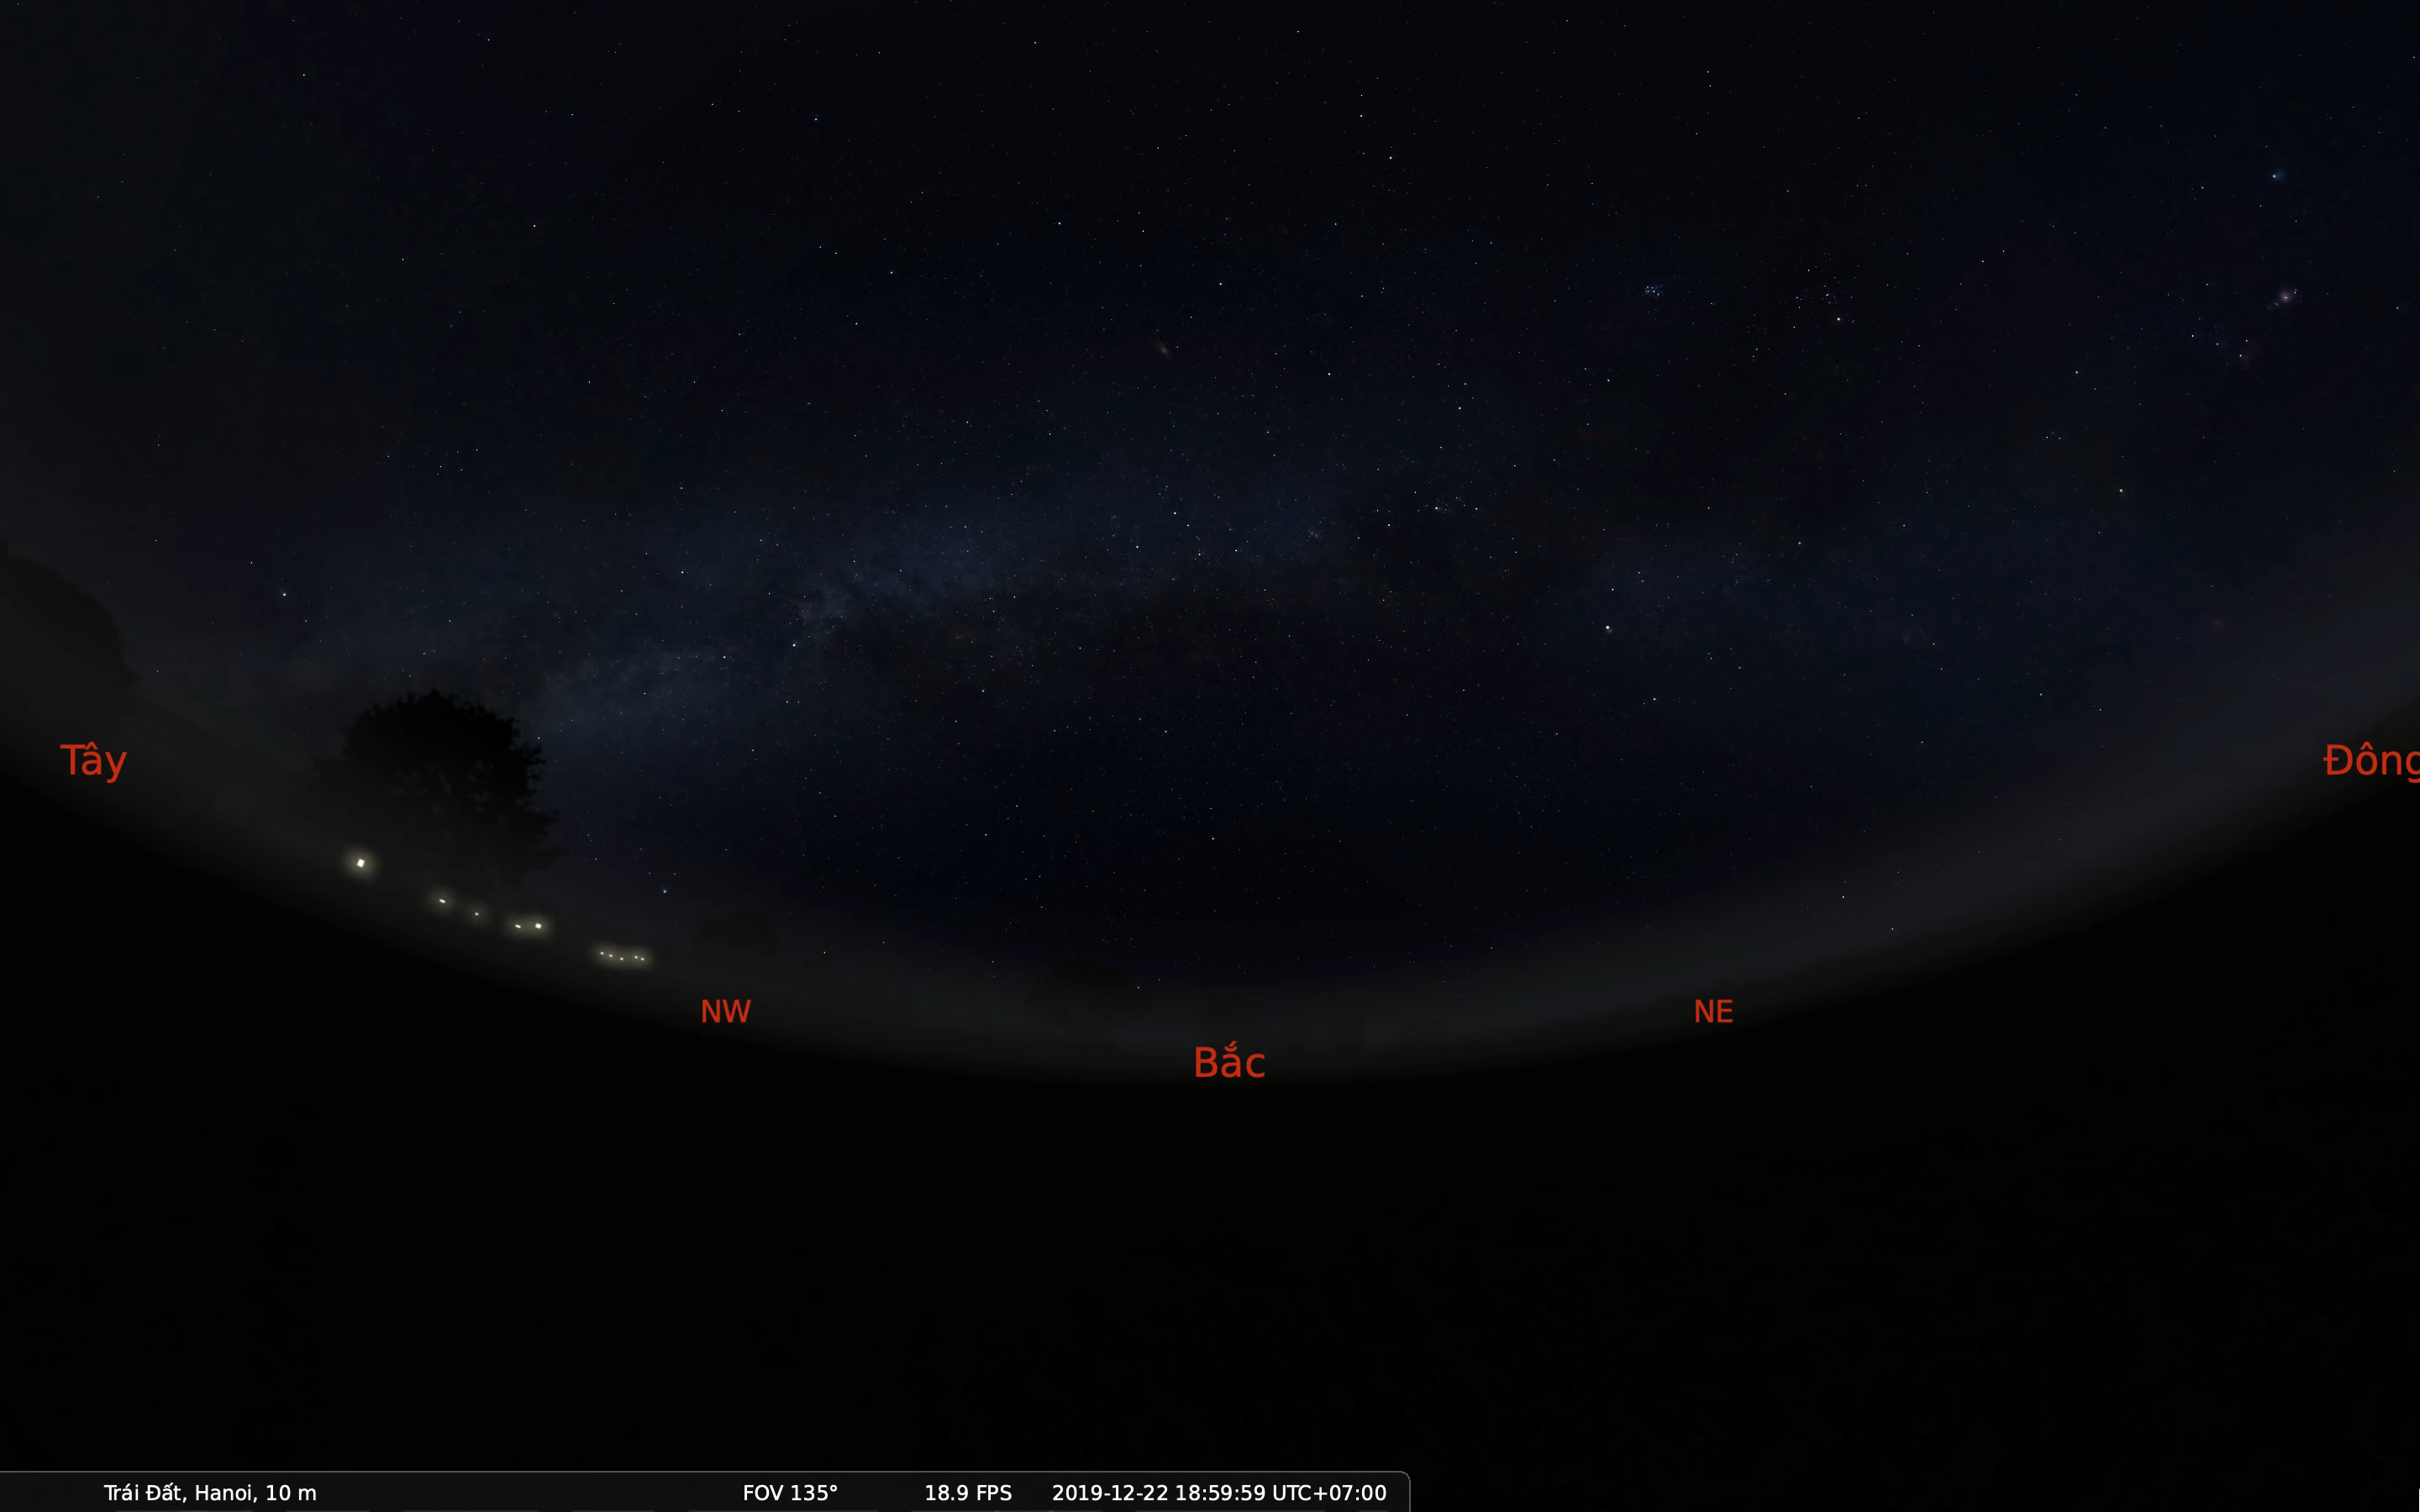 Tây
Đông
NW
NE
Bắc
Trái Đất, Hanoi, 10 m FOV 135° 18.9 FPS 2019-12-22 18:59:59 UTC+07:00